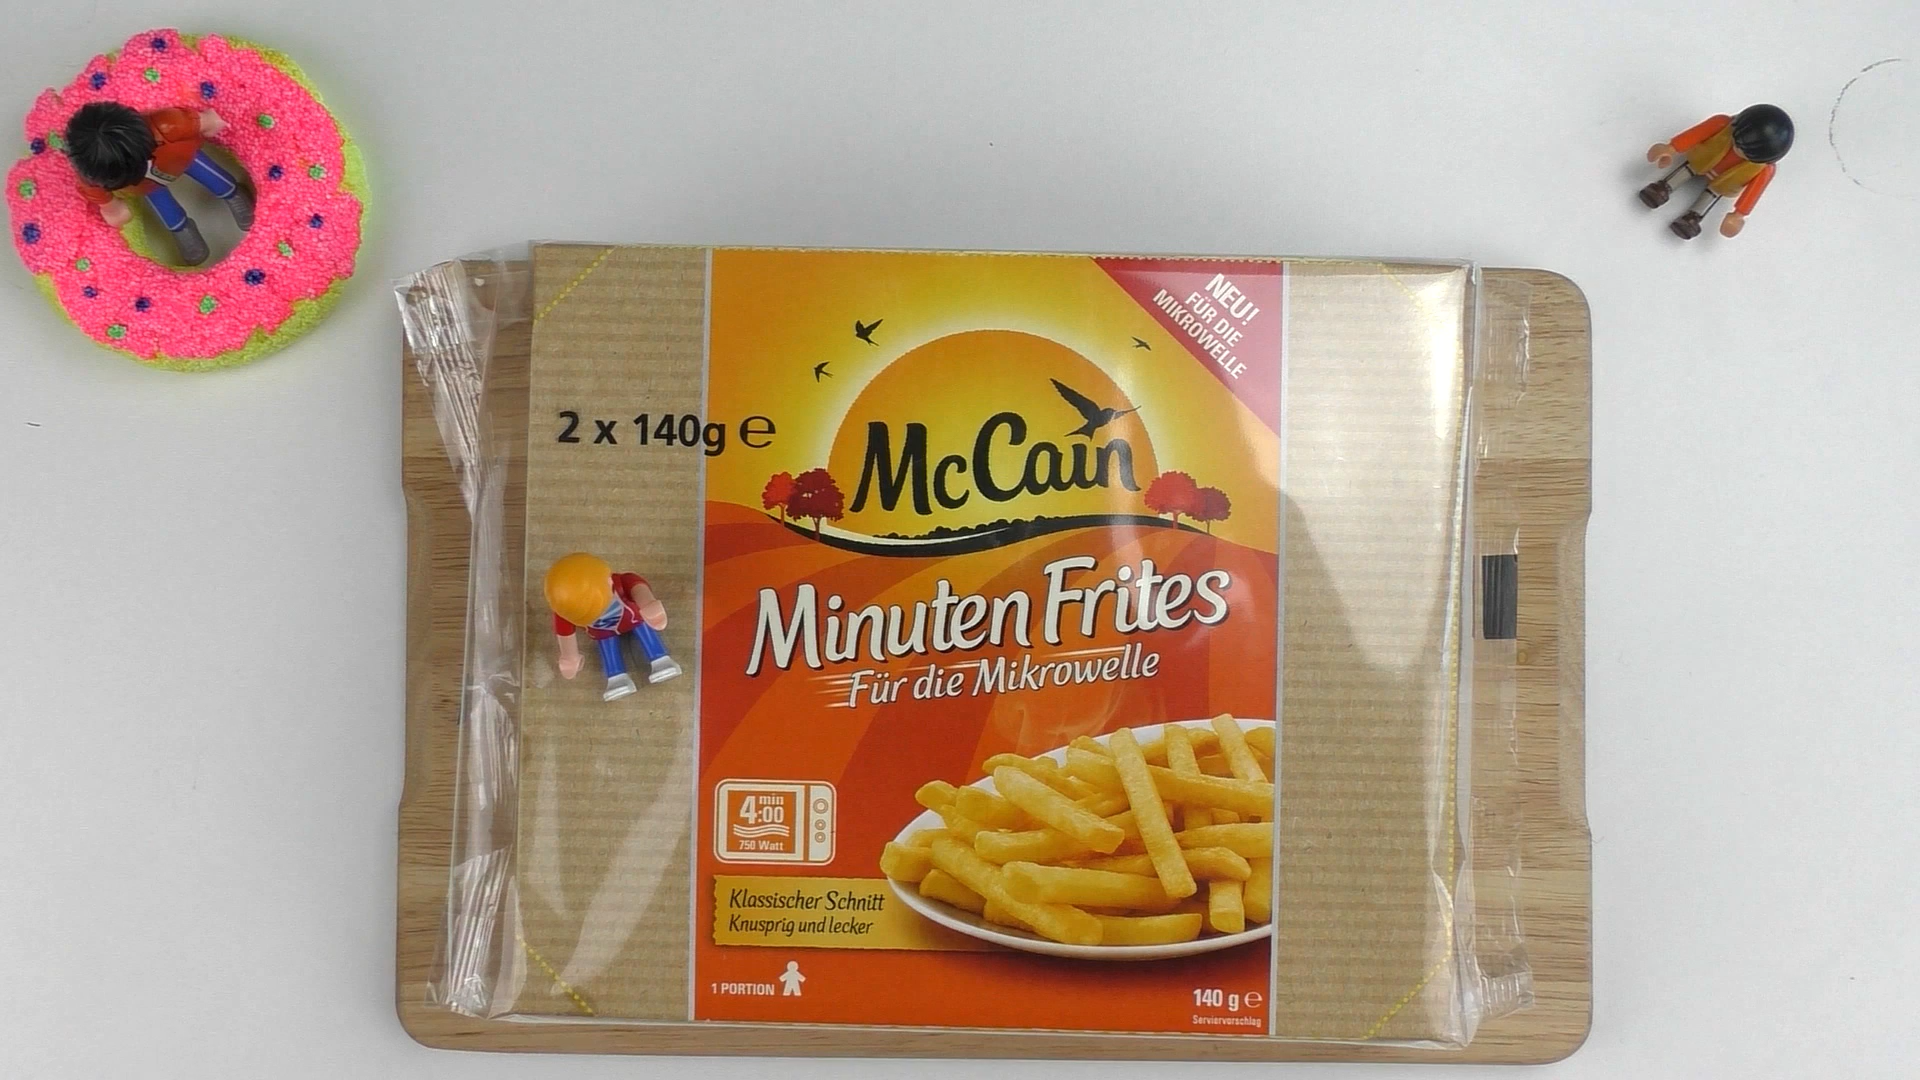 NEU!
FÜR DIE
MIKROWELLE
2 x 140g ℮
McCain
Minuten Frites
Für die Mikrowelle
4:00 min
750 Watt
Klassischer Schnitt
Knusprig und lecker
1 PORTION
140 g ℮
Serviervorschlag